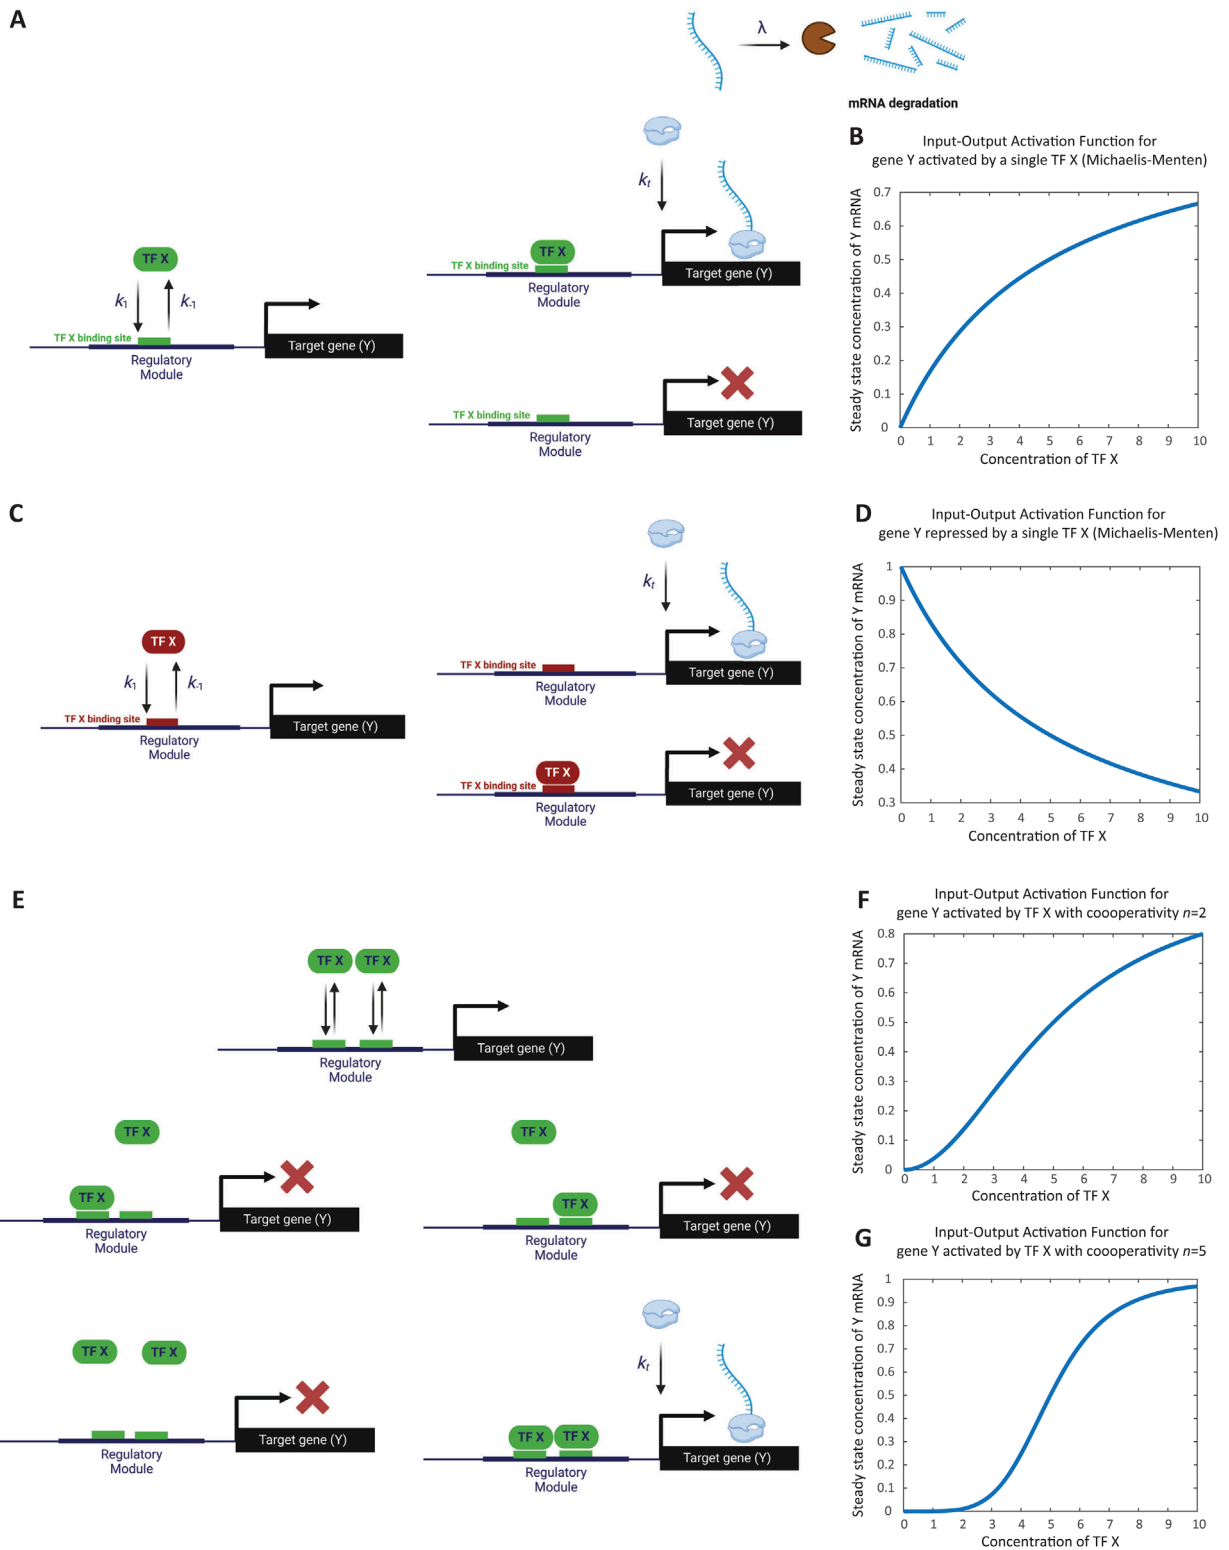 A
λ
mRNA degradation
kt
TF X
TF X binding site
Target gene (Y)
Regulatory
Module
TF X
k1
k-1
TF X binding site
Target gene (Y)
Regulatory
Module
TF X binding site
Target gene (Y)
Regulatory
Module
B
Input-Output Activation Function for
gene Y activated by a single TF X (Michaelis-Menten)
Steady state concentration of Y mRNA
0.7
0.6
0.5
0.4
0.3
0.2
0.1
0
0 1 2 3 4 5 6 7 8 9 10
Concentration of TF X
C
kt
TF X
k1
k-1
TF X binding site
Target gene (Y)
Regulatory
Module
TF X binding site
Target gene (Y)
Regulatory
Module
TF X
TF X binding site
Target gene (Y)
Regulatory
Module
D
Input-Output Activation Function for
gene Y repressed by a single TF X (Michaelis-Menten)
Steady state concentration of Y mRNA
1
0.9
0.8
0.7
0.6
0.5
0.4
0.3
0 1 2 3 4 5 6 7 8 9 10
Concentration of TF X
E
TF X TF X
Target gene (Y)
Regulatory
Module
TF X
TF X
Target gene (Y)
Regulatory
Module
TF X
TF X
Target gene (Y)
Regulatory
Module
TF X TF X
Target gene (Y)
Regulatory
Module
kt
TF X TF X
Target gene (Y)
Regulatory
Module
F
Input-Output Activation Function for
gene Y activated by TF X with coooperativity n=2
Steady state concentration of Y mRNA
0.8
0.7
0.6
0.5
0.4
0.3
0.2
0.1
0
0 1 2 3 4 5 6 7 8 9 10
Concentration of TF X
G
Input-Output Activation Function for
gene Y activated by TF X with coooperativity n=5
Steady state concentration of Y mRNA
1
0.9
0.8
0.7
0.6
0.5
0.4
0.3
0.2
0.1
0
0 1 2 3 4 5 6 7 8 9 10
Concentration of TF X